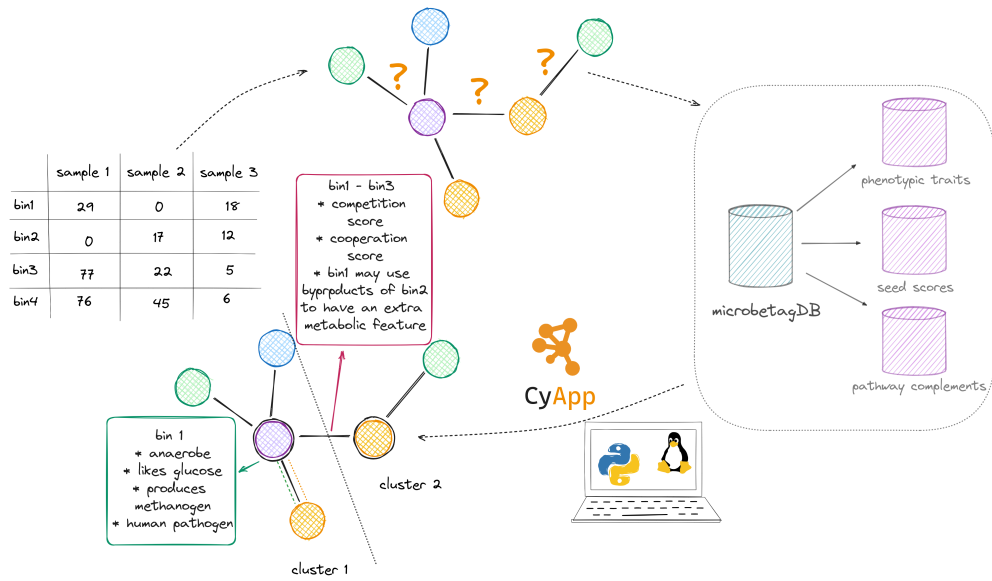 ? ? ?
sample 1 sample 2 sample 3
bin1 29 0 18
bin2 0 17 12
bin3 77 22 5
bin4 76 45 6
bin1 - bin3
* competition
score
* cooperation
score
* bin1 may use
byprpducts of bin2
to have an extra
metabolic feature
phenotypic traits
seed scores
microbetagDB
pathway complements
CyApp
bin 1
* anaerobe
* likes glucose
* produces
methanogen
* human pathogen
cluster 2
cluster 1